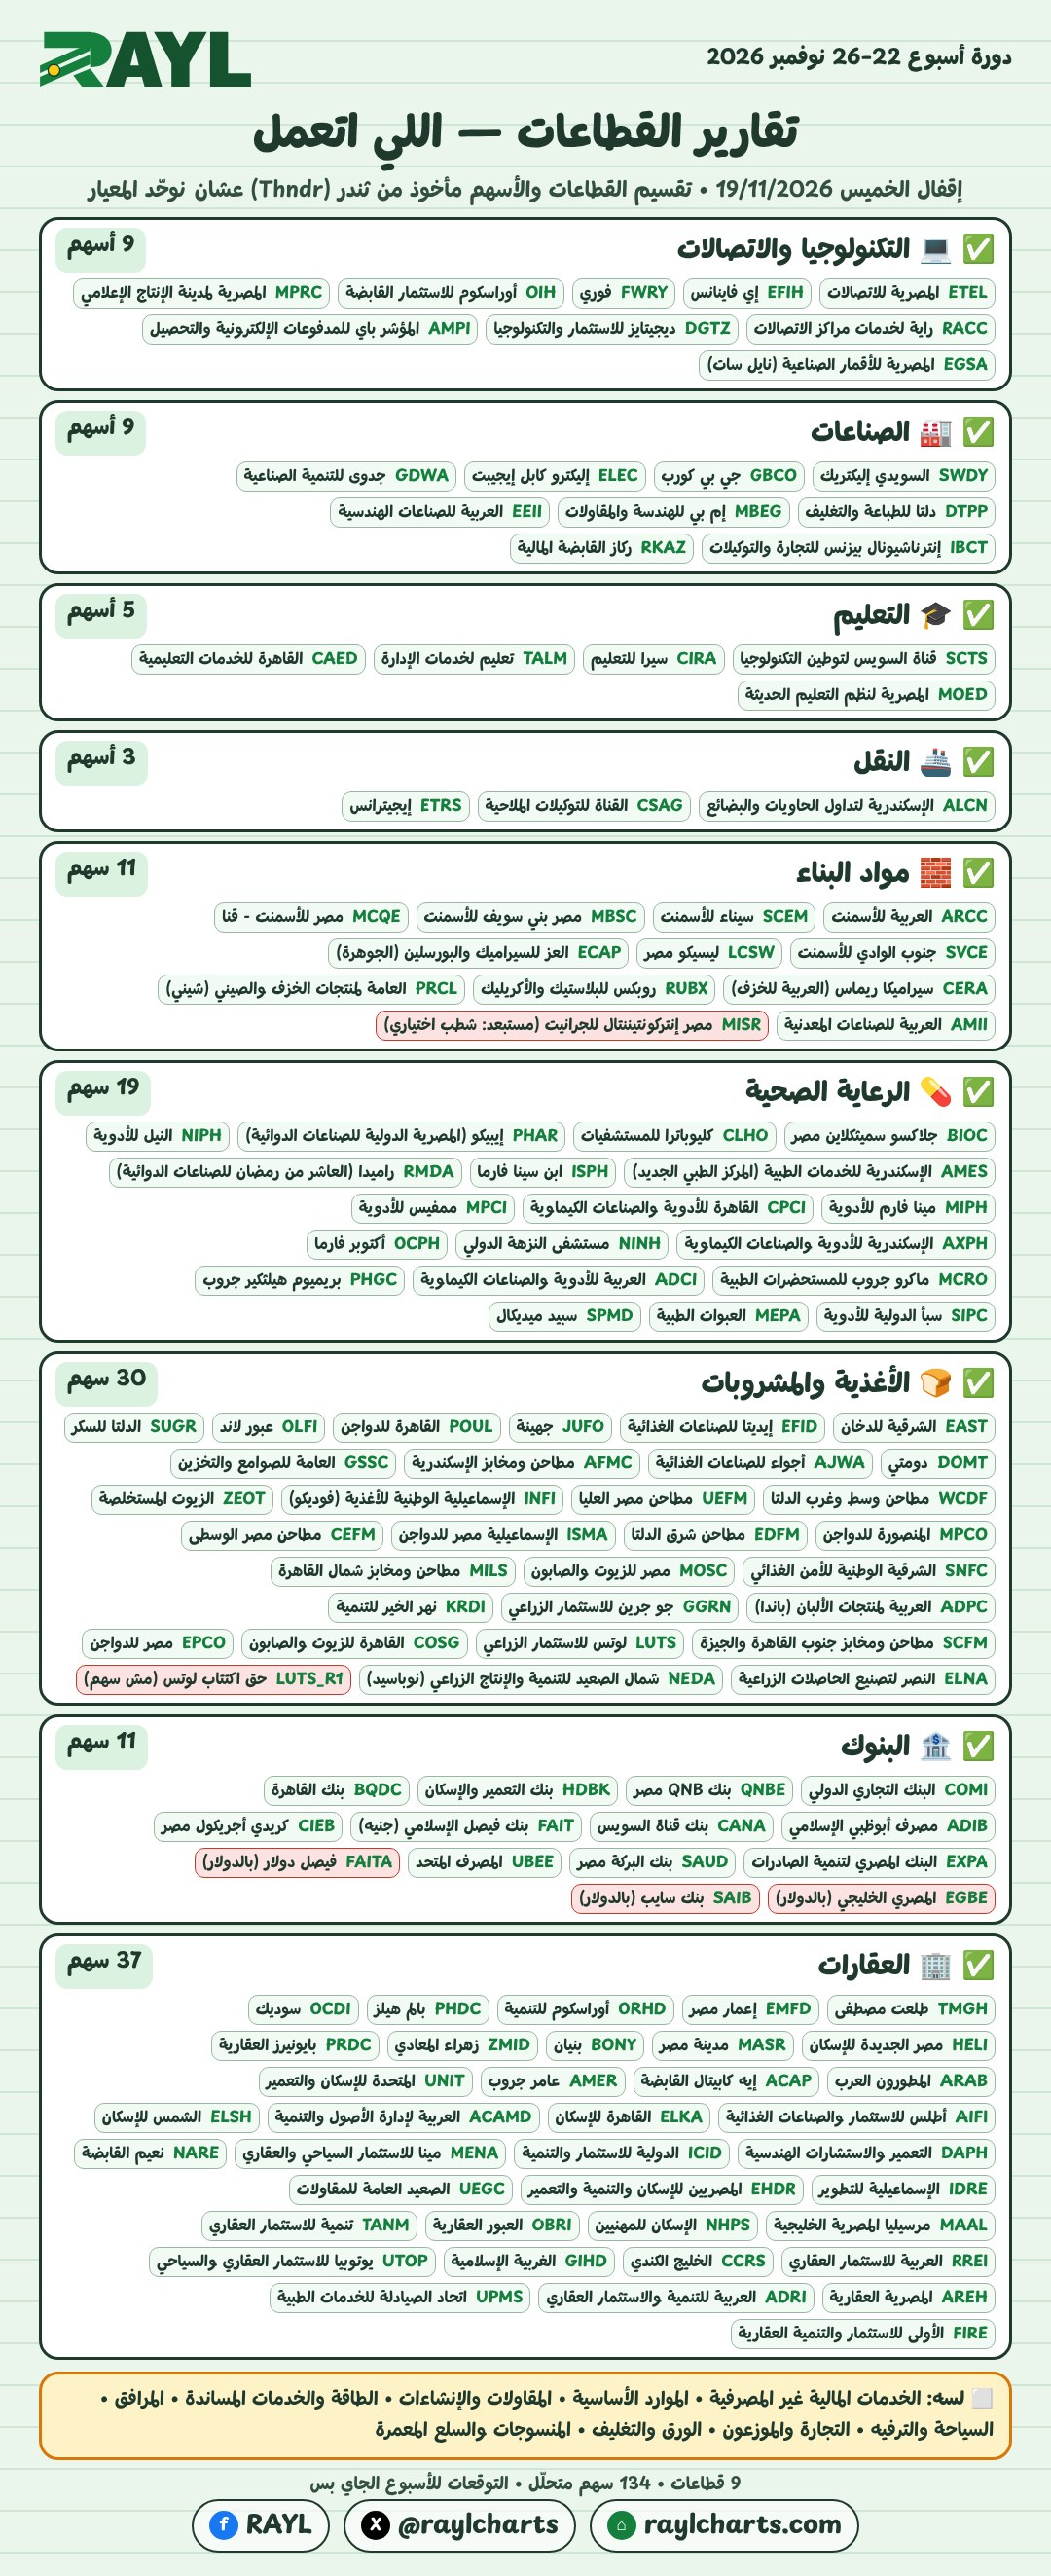 RAYL
دورة أسبوع 22-26 نوفمبر 2026
تقارير القطاعات — اللي اتعمل
إقفال الخميس 19/11/2026 • تقسيم القطاعات والأسهم مأخوذ من ثندر (Thndr) عشان نوحّد المعيار
التكنولوجيا والاتصالات 9 أسهم
ETEL المصرية للاتصالات EFIH إي فاينانس FWRY فوري OIH أوراسكوم للاستثمار القابضة MPRC المصرية لمدينة الإنتاج الإعلامي
RACC راية لخدمات مراكز الاتصالات DGTZ ديجيتايز للاستثمار والتكنولوجيا AMPI المؤشر باي للمدفوعات الإلكترونية والتحصيل
EGSA المصرية للأقمار الصناعية (نايل سات)
الصناعات 9 أسهم
SWDY السويدي إليكتريك GBCO جي بي كورب ELEC إليكترو كابل إيجيبت GDWA جدوى للتنمية الصناعية
DTPP دلتا للطباعة والتغليف MBEG إم بي للهندسة والمقاولات EEII العربية للصناعات الهندسية
IBCT إنترناشيونال بيزنس للتجارة والتوكيلات RKAZ ركاز القابضة المالية
التعليم 5 أسهم
SCTS قناة السويس لتوطين التكنولوجيا CIRA سيرا للتعليم TALM تعليم لخدمات الإدارة CAED القاهرة للخدمات التعليمية
MOED المصرية لنظم التعليم الحديثة
النقل 3 أسهم
ALCN الإسكندرية لتداول الحاويات والبضائع CSAG القناة للتوكيلات الملاحية ETRS إيجيترانس
مواد البناء 11 سهم
ARCC العربية للأسمنت SCEM سيناء للأسمنت MBSC مصر بني سويف للأسمنت MCQE مصر للأسمنت - قنا
SVCE جنوب الوادي للأسمنت LCSW ليسيكو مصر ECAP العز للسيراميك والبورسلين (الجوهرة)
CERA سيراميكا ريماس (العربية للخزف) RUBX روبكس للبلاستيك والأكريليك PRCL العامة لمنتجات الخزف والصيني (شيني)
AMII العربية للصناعات المعدنية MISR مصر إنتركونتيننتال للجرانيت (مستبعد: شطب اختياري)
الرعاية الصحية 19 سهم
BIOC جلاكسو سميثكلاين مصر CLHO كليوباترا للمستشفيات PHAR إيبيكو (المصرية الدولية للصناعات الدوائية) NIPH النيل للأدوية
AMES الإسكندرية للخدمات الطبية (المركز الطبي الجديد) ISPH ابن سينا فارما RMDA راميدا (العاشر من رمضان للصناعات الدوائية)
MIPH مينا فارم للأدوية CPCI القاهرة للأدوية والصناعات الكيماوية MPCI ممفيس للأدوية
AXPH الإسكندرية للأدوية والصناعات الكيماوية NINH مستشفى النزهة الدولي OCPH أكتوبر فارما
MCRO ماكرو جروب للمستحضرات الطبية ADCI العربية للأدوية والصناعات الكيماوية PHGC بريميوم هيلثكير جروب
SIPC سبأ الدولية للأدوية MEPA العبوات الطبية SPMD سبيد ميديكال
الأغذية والمشروبات 30 سهم
EAST الشرقية للدخان EFID إيديتا للصناعات الغذائية JUFO جهينة POUL القاهرة للدواجن OLFI عبور لاند SUGR الدلتا للسكر
DOMT دومتي AJWA أجواء للصناعات الغذائية AFMC مطاحن ومخابز الإسكندرية GSSC العامة للصوامع والتخزين
WCDF مطاحن وسط وغرب الدلتا UEFM مطاحن مصر العليا INFI الإسماعيلية الوطنية للأغذية (فوديكو) ZEOT الزيوت المستخلصة
MPCO المنصورة للدواجن EDFM مطاحن شرق الدلتا ISMA الإسماعيلية مصر للدواجن CEFM مطاحن مصر الوسطى
SNFC الشرقية الوطنية للأمن الغذائي MOSC مصر للزيوت والصابون MILS مطاحن ومخابز شمال القاهرة
ADPC العربية لمنتجات الألبان (باندا) GGRN جو جرين للاستثمار الزراعي KRDI نهر الخير للتنمية
SCFM مطاحن ومخابز جنوب القاهرة والجيزة LUTS لوتس للاستثمار الزراعي COSG القاهرة للزيوت والصابون EPCO مصر للدواجن
ELNA النصر لتصنيع الحاصلات الزراعية NEDA شمال الصعيد للتنمية والإنتاج الزراعي (نوباسيد) LUTS_R1 حق اكتتاب لوتس (مش سهم)
البنوك 11 سهم
COMI البنك التجاري الدولي QNBE بنك QNB مصر HDBK بنك التعمير والإسكان BQDC بنك القاهرة
ADIB مصرف أبوظبي الإسلامي CANA بنك قناة السويس FAIT بنك فيصل الإسلامي (جنيه) CIEB كريدي أجريكول مصر
EXPA البنك المصري لتنمية الصادرات SAUD بنك البركة مصر UBEE المصرف المتحد FAITA فيصل دولار (بالدولار)
EGBE المصري الخليجي (بالدولار) SAIB بنك سايب (بالدولار)
العقارات 37 سهم
TMGH طلعت مصطفى EMFD إعمار مصر ORHD أوراسكوم للتنمية PHDC بالم هيلز OCDI سوديك
HELI مصر الجديدة للإسكان MASR مدينة مصر BONY بنيان ZMID زهراء المعادي PRDC بايونيرز العقارية
ARAB المطورون العرب ACAP إيه كابيتال القابضة AMER عامر جروب UNIT المتحدة للإسكان والتعمير
AIFI أطلس للاستثمار والصناعات الغذائية ELKA القاهرة للإسكان ACAMD العربية لإدارة الأصول والتنمية ELSH الشمس للإسكان
DAPH التعمير والاستشارات الهندسية ICID الدولية للاستثمار والتنمية MENA مينا للاستثمار السياحي والعقاري NARE نعيم القابضة
IDRE الإسماعيلية للتطوير EHDR المصريين للإسكان والتنمية والتعمير UEGC الصعيد العامة للمقاولات
MAAL مرسيليا المصرية الخليجية NHPS الإسكان للمهنيين OBRI العبور العقارية TANM تنمية للاستثمار العقاري
RREI العربية للاستثمار العقاري CCRS الخليج الكندي GIHD الغربية الإسلامية UTOP يوتوبيا للاستثمار العقاري والسياحي
AREH المصرية العقارية ADRI العربية للتنمية والاستثمار العقاري UPMS اتحاد الصيادلة للخدمات الطبية
FIRE الأولى للاستثمار والتنمية العقارية
لسه: الخدمات المالية غير المصرفية • الموارد الأساسية • المقاولات والإنشاءات • الطاقة والخدمات المساندة • المرافق •
السياحة والترفيه • التجارة والموزعون • الورق والتغليف • المنسوجات والسلع المعمرة
9 قطاعات • 134 سهم متحلّل • التوقعات للأسبوع الجاي بس
RAYL @raylcharts raylcharts.com